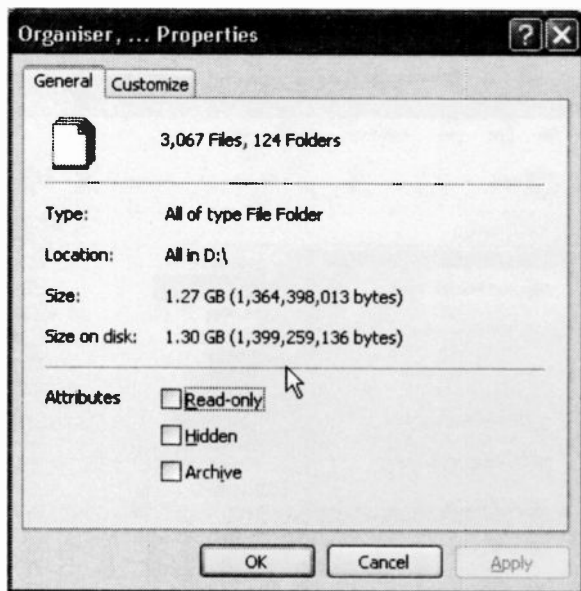 Organiser, ... Properties
General
Customize
3,067 Files, 124 Folders
Type: All of type File Folder
Location: All in D:\
Size: 1.27 GB (1,364,398,013 bytes)
Size on disk: 1.30 GB (1,399,259,136 bytes)
Attributes
Read-only
Hidden
Archive
OK
Cancel
Apply